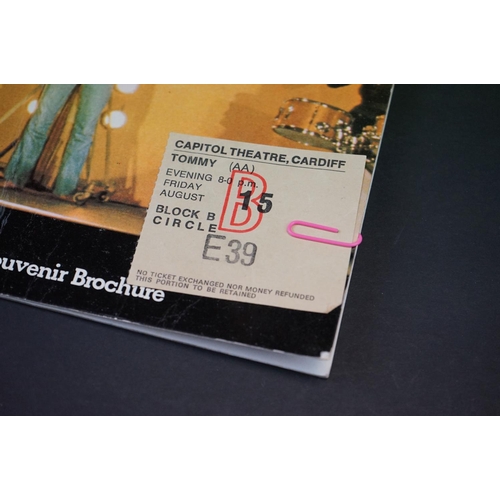 CAPITOL THEATRE, CARDIFF
TOMMY (AA)
EVENING 8-0 p.m.
FRIDAY
AUGUST 15
B
BLOCK B
CIRCLE
E39
NO TICKET EXCHANGED NOR MONEY REFUNDED
THIS PORTION TO BE RETAINED
ouvenir Brochure